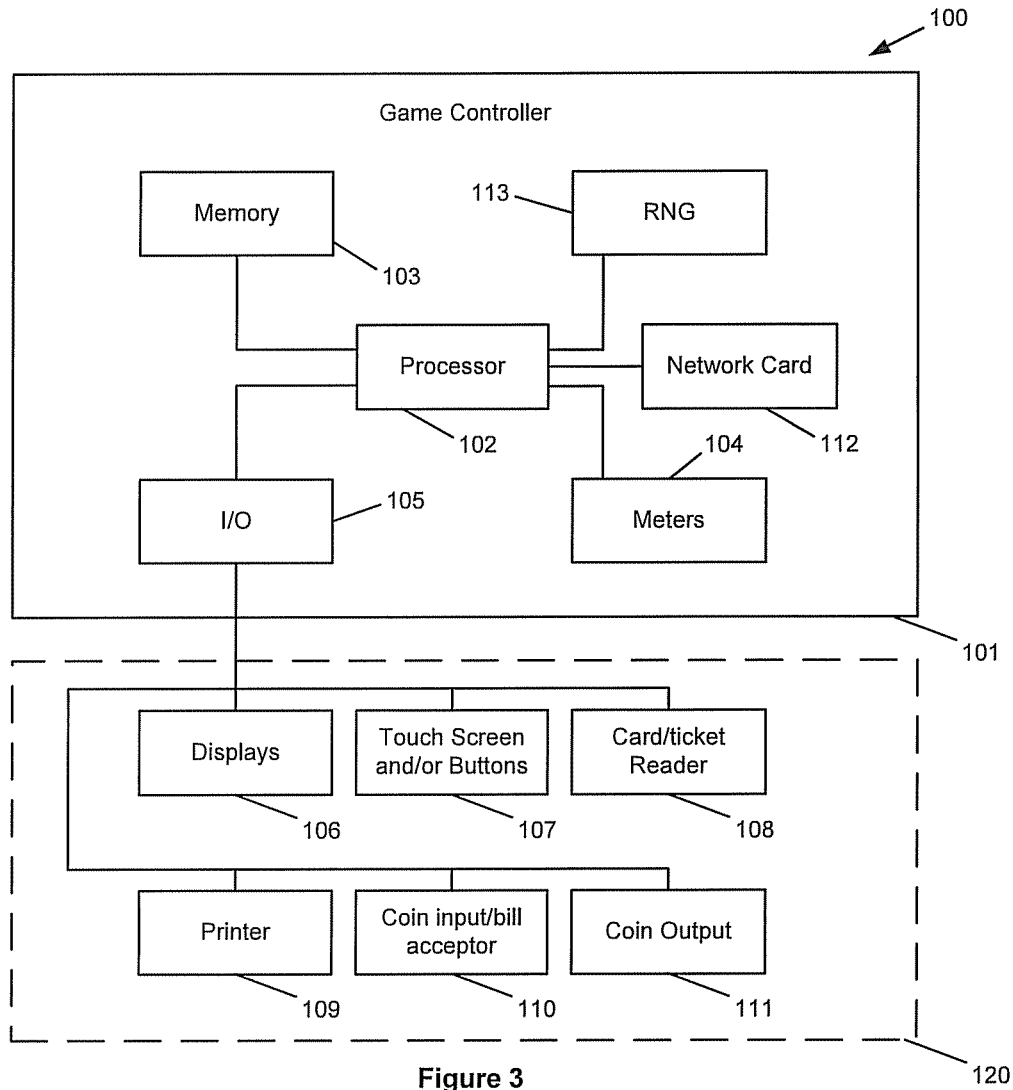 100
Game Controller
Memory
113
RNG
103
Processor
Network Card
102
104
112
I/O
105
Meters
101
Displays
Touch Screen
and/or Buttons
Card/ticket
Reader
106
107
108
Printer
Coin input/bill
acceptor
Coin Output
109
110
111
120
Figure 3